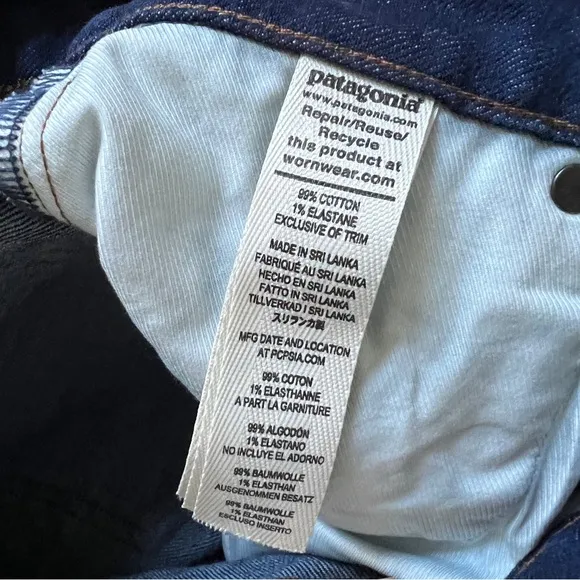 patagonia®
www.patagonia.com
Repair/Reuse/
Recycle
this product at
wornwear.com
99% COTTON
1% ELASTANE
EXCLUSIVE OF TRIM
MADE IN SRI LANKA
FABRIQUÉ AU SRI LANKA
HECHO EN SRI LANKA
FATTO IN SRI LANKA
TILLVERKAD I SRI LANKA
スリランカ製
MFG DATE AND LOCATION
AT PCPSIA.COM
99% COTON
1% ELASTHANNE
A PART LA GARNITURE
99% ALGODÓN
1% ELASTANO
NO INCLUYE EL ADORNO
99% BAUMWOLLE
1% ELASTHAN
AUSGENOMMEN BESATZ
99% BAUMWOLLE
1% ELASTHAN
ESCLUSO INSERTO